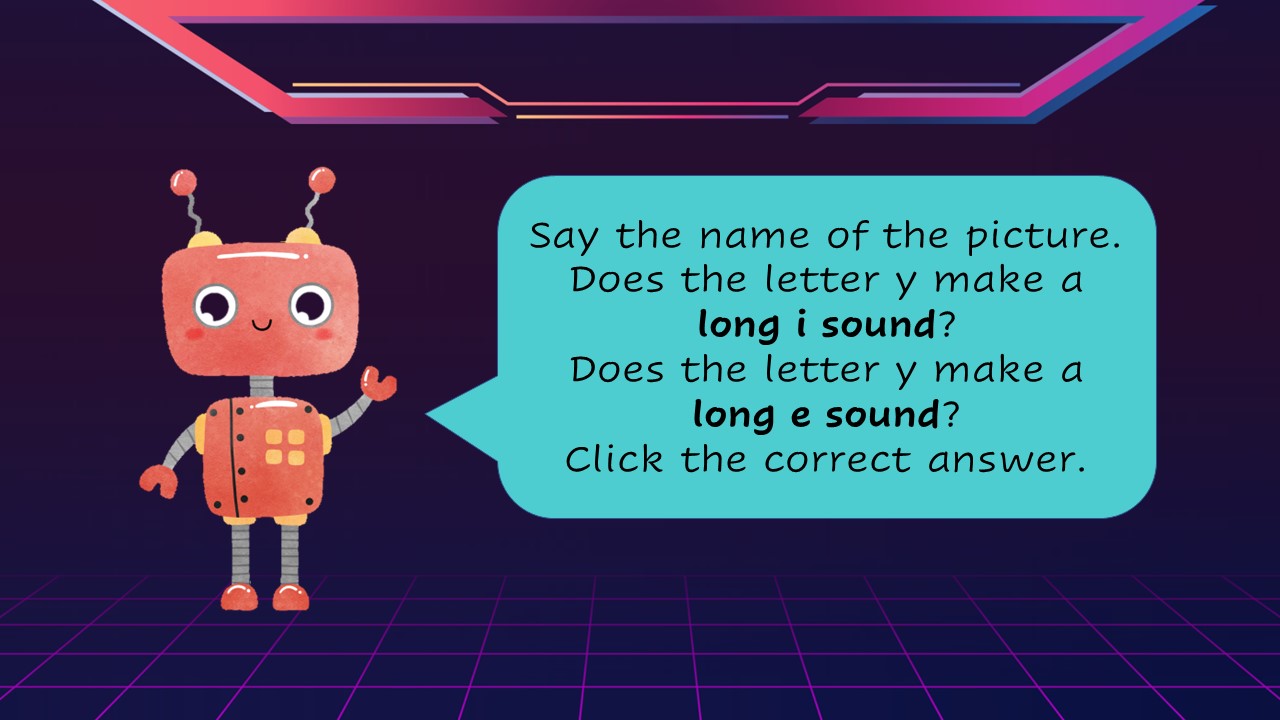 Say the name of the picture.
Does the letter y make a
long i sound?
Does the letter y make a
long e sound?
Click the correct answer.